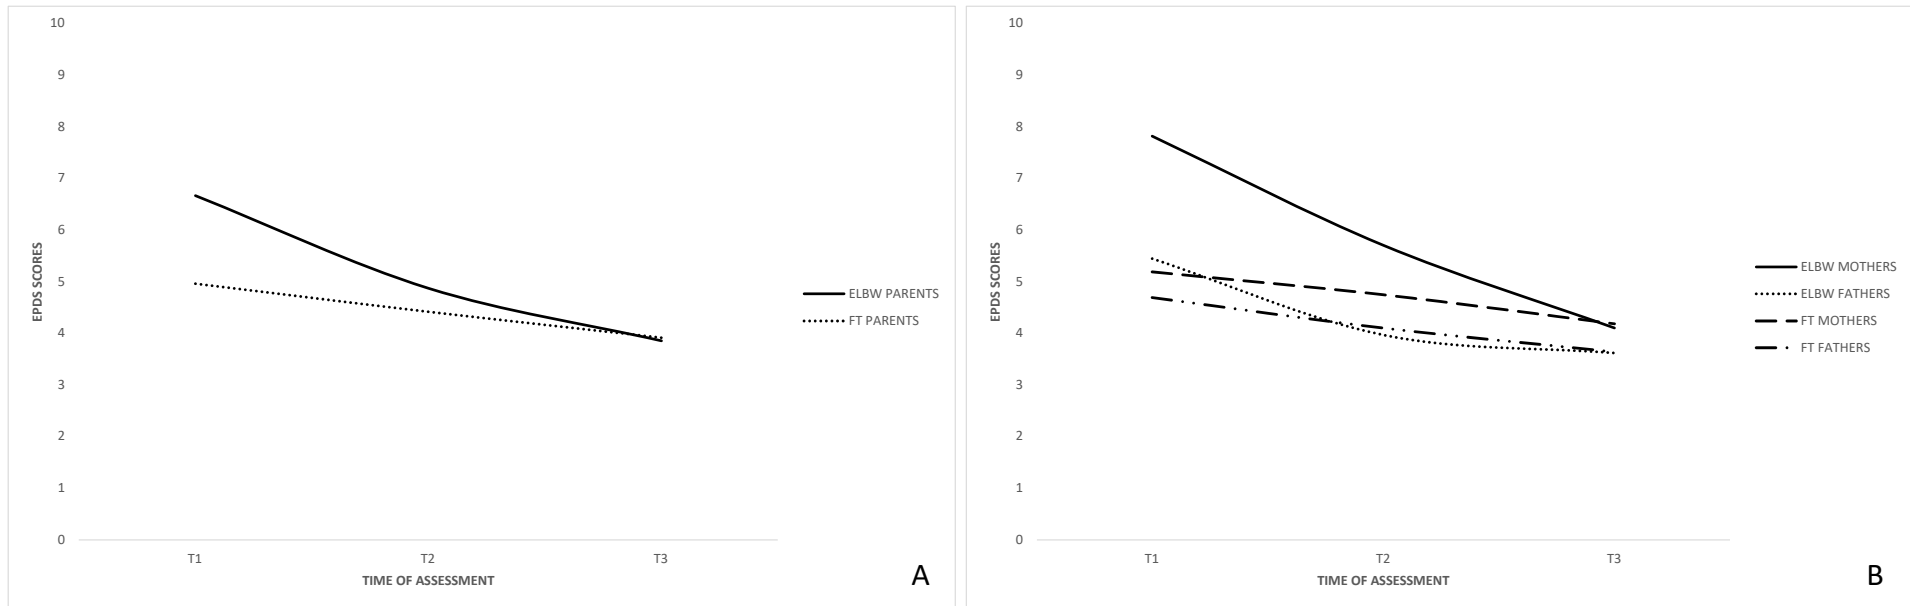 10
9
8
7
6
5
4
3
2
1
0
EPDS SCORES
T1 T2 T3
TIME OF ASSESSMENT
ELBW PARENTS
FT PARENTS
A
10
9
8
7
6
5
4
3
2
1
0
EPDS SCORES
T1 T2 T3
TIME OF ASSESSMENT
ELBW MOTHERS
ELBW FATHERS
FT MOTHERS
FT FATHERS
B